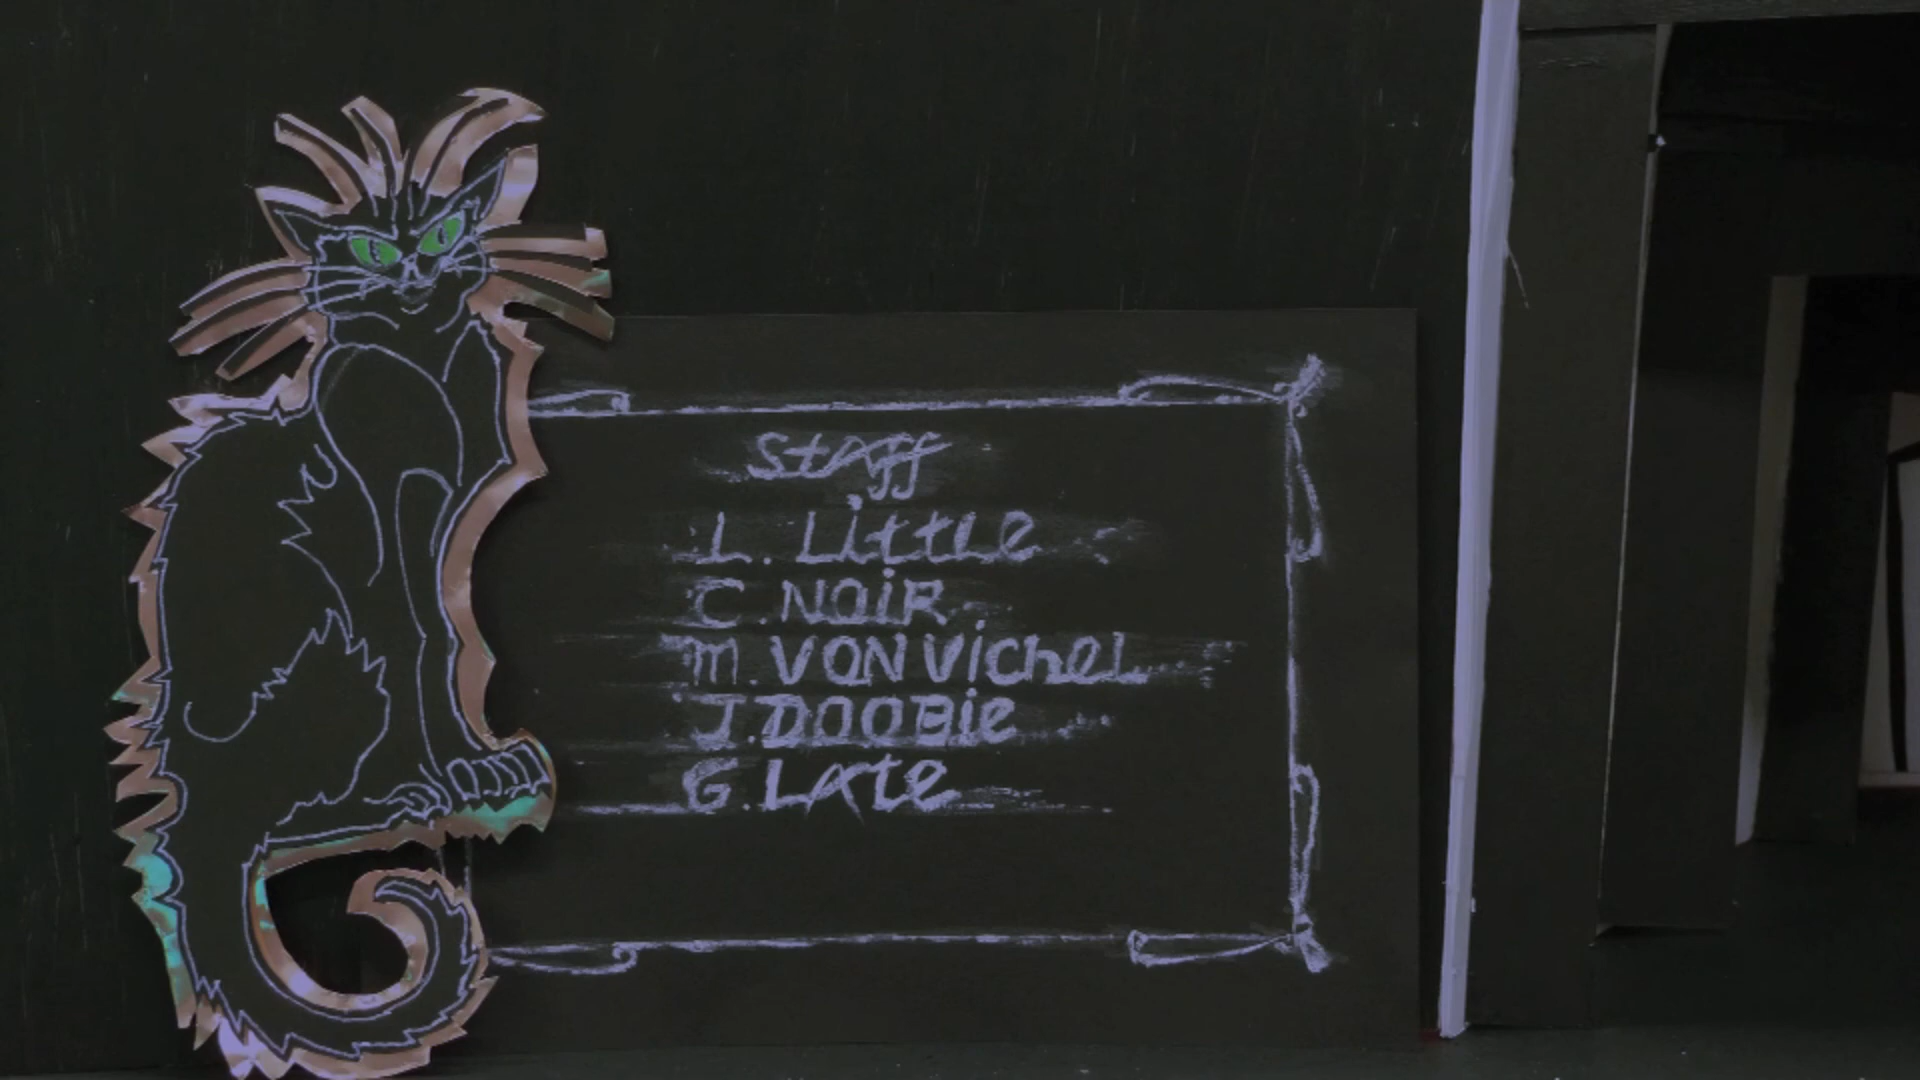 Staff
L. Little
C. NOiR
M. VON Vichel
J. DOOBie
G. Late